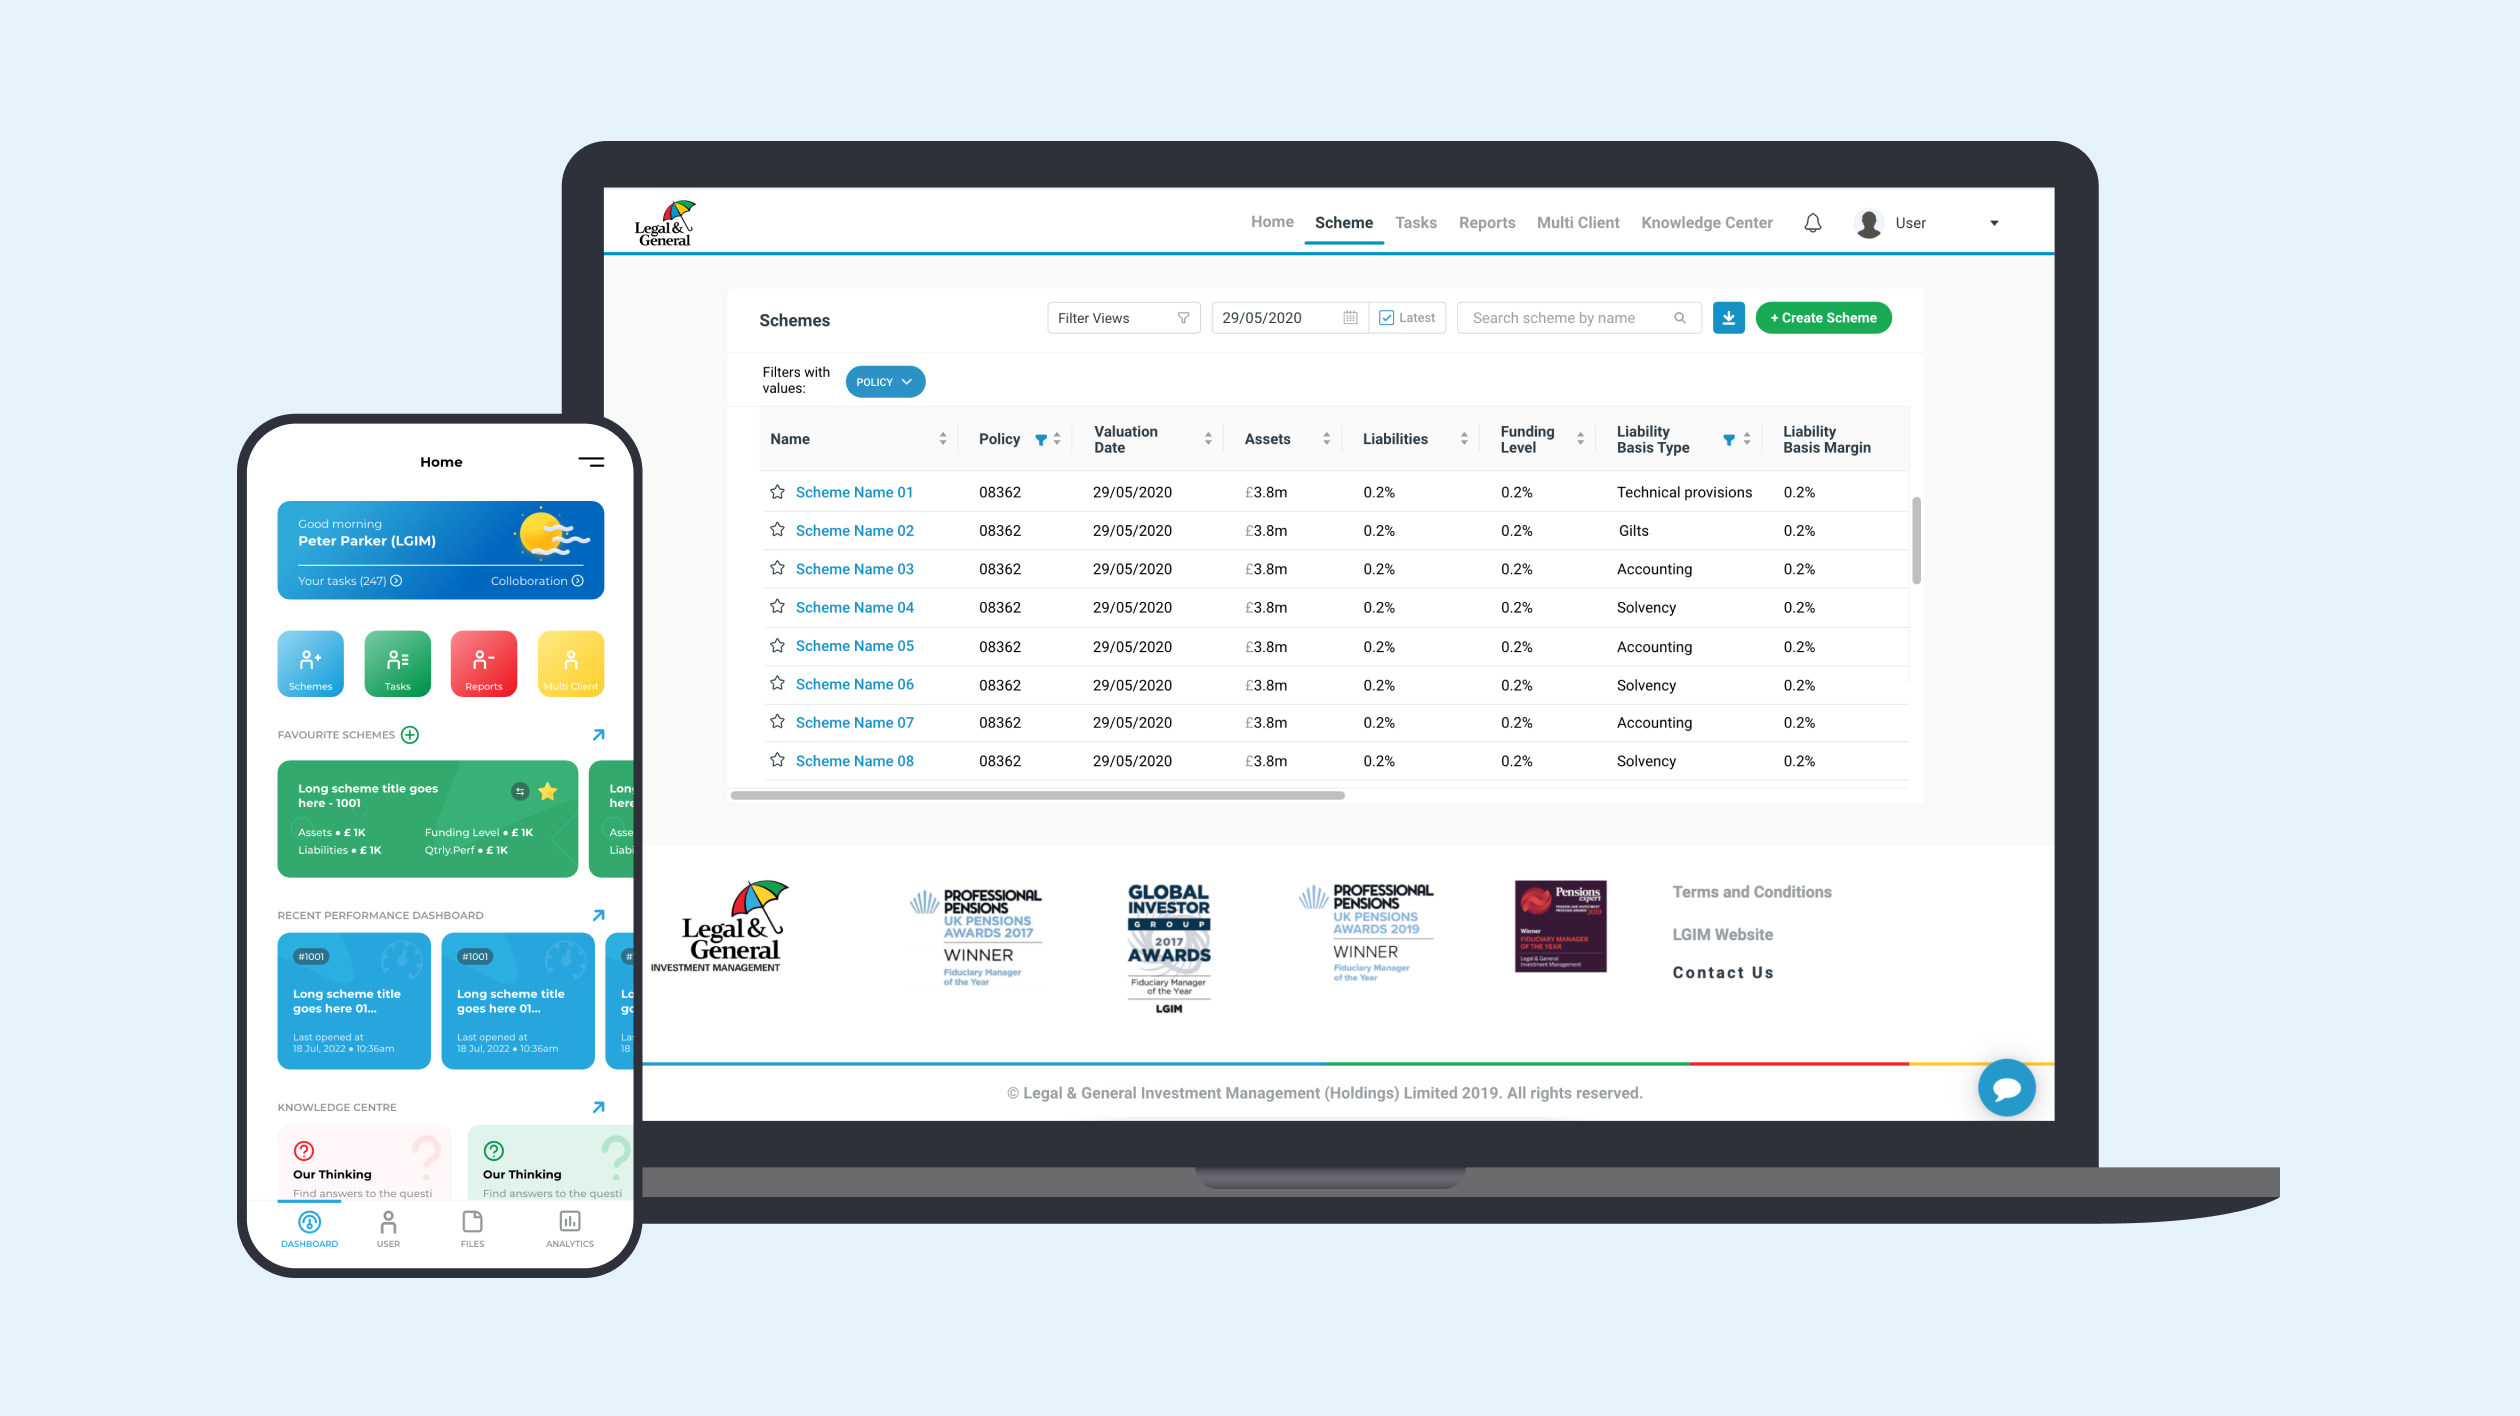 Legal &
General
Home Scheme Tasks Reports Multi Client Knowledge Center User
Schemes Filter Views 29/05/2020 Latest Search scheme by name + Create Scheme
Filters with
values:
POLICY
Name Policy Valuation
Date Assets Liabilities Funding
Level Liability
Basis Type Liability
Basis Margin
Scheme Name 01 08362 29/05/2020 £3.8m 0.2% 0.2% Technical provisions 0.2%
Scheme Name 02 08362 29/05/2020 £3.8m 0.2% 0.2% Gilts 0.2%
Scheme Name 03 08362 29/05/2020 £3.8m 0.2% 0.2% Accounting 0.2%
Scheme Name 04 08362 29/05/2020 £3.8m 0.2% 0.2% Solvency 0.2%
Scheme Name 05 08362 29/05/2020 £3.8m 0.2% 0.2% Accounting 0.2%
Scheme Name 06 08362 29/05/2020 £3.8m 0.2% 0.2% Solvency 0.2%
Scheme Name 07 08362 29/05/2020 £3.8m 0.2% 0.2% Accounting 0.2%
Scheme Name 08 08362 29/05/2020 £3.8m 0.2% 0.2% Solvency 0.2%
Legal &
General
INVESTMENT MANAGEMENT
PROFESSIONAL
PENSIONS
UK PENSIONS
AWARDS 2017
WINNER
Fiduciary Manager
of the Year
GLOBAL
INVESTOR
GROUP
2017
AWARDS
Fiduciary Manager
of the Year
LGIM
PROFESSIONAL
PENSIONS
UK PENSIONS
AWARDS 2019
WINNER
Fiduciary Manager
of the Year
Pensions
expert
PENSION AND INVESTMENT
PROVIDER AWARDS 2019
Winner
FIDUCIARY MANAGER
OF THE YEAR
Legal & General
Investment Management
Terms and Conditions
LGIM Website
Contact Us
© Legal & General Investment Management (Holdings) Limited 2019. All rights reserved.
Home
Good morning
Peter Parker (LGIM)
Your tasks (247) Colloboration
Schemes Tasks Reports Multi Client
FAVOURITE SCHEMES
Long scheme title goes
here - 1001
Assets • £ 1K Funding Level • £ 1K
Liabilities • £ 1K Qtrly.Perf • £ 1K
Long
here
Asse
Liabi
RECENT PERFORMANCE DASHBOARD
#1001
Long scheme title
goes here 01...
Last opened at
18 Jul, 2022 • 10:36am
#1001
Long scheme title
goes here 01...
Last opened at
18 Jul, 2022 • 10:36am
#
Lo
gc
Las
18
KNOWLEDGE CENTRE
Our Thinking
Find answers to the questi
Our Thinking
Find answers to the questi
DASHBOARD USER FILES ANALYTICS